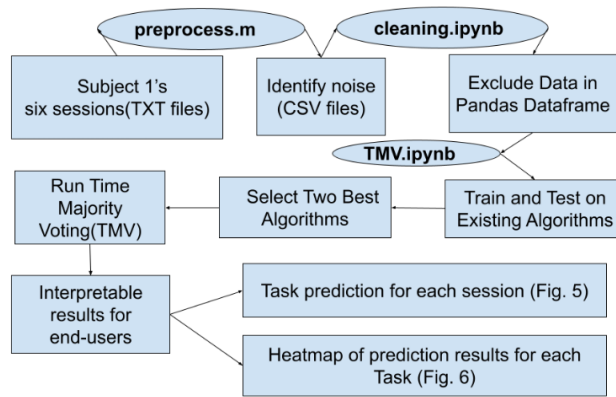 preprocess.m
cleaning.ipynb
Subject 1's
six sessions(TXT files)
Identify noise
(CSV files)
Exclude Data in
Pandas Dataframe
TMV.ipynb
Run Time
Majority
Voting(TMV)
Select Two Best
Algorithms
Train and Test on
Existing Algorithms
Interpretable
results for
end-users
Task prediction for each session (Fig. 5)
Heatmap of prediction results for each
Task (Fig. 6)